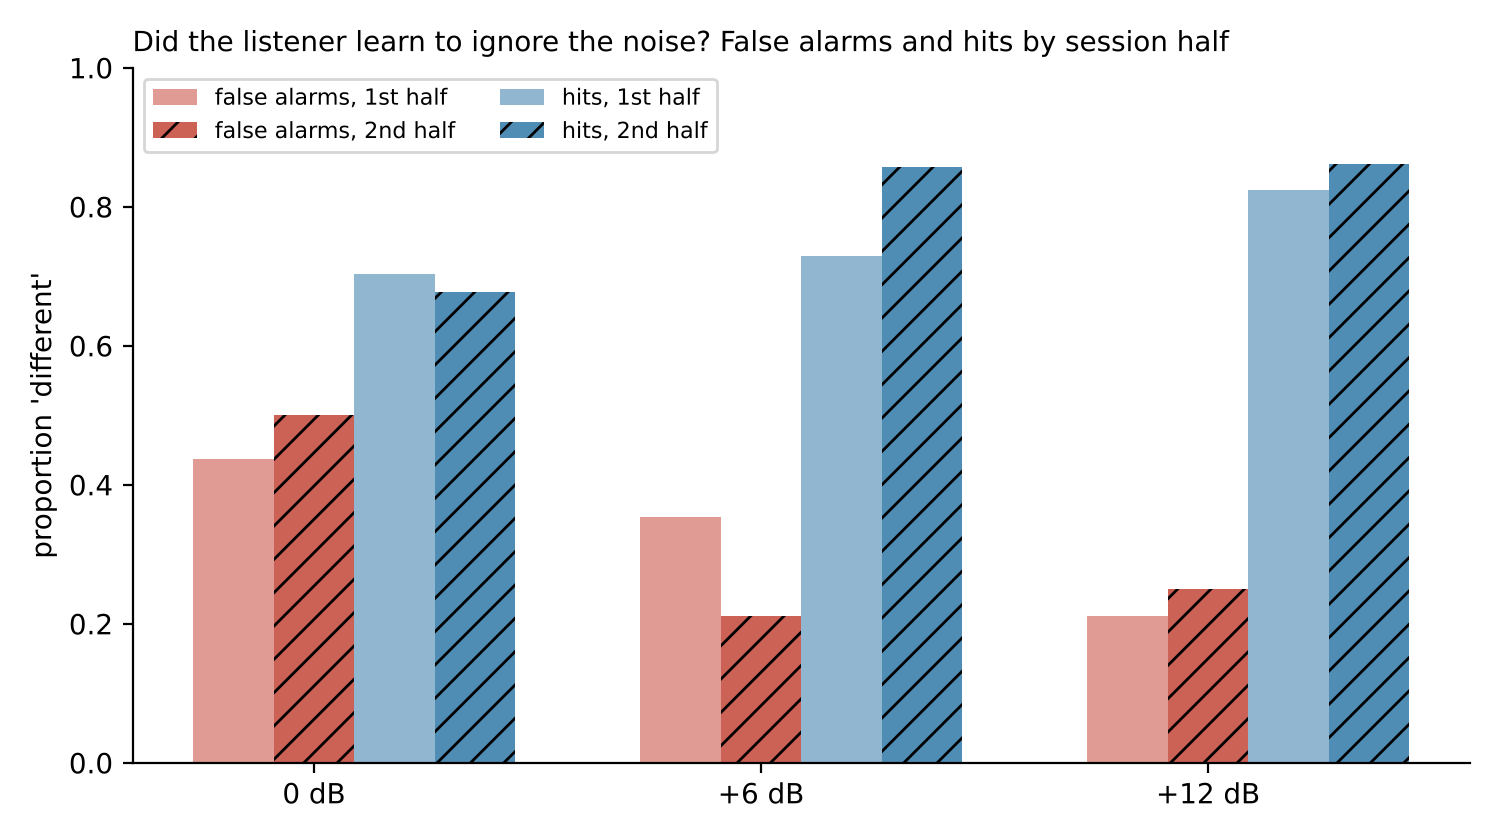 Did the listener learn to ignore the noise? False alarms and hits by session half
false alarms, 1st half
false alarms, 2nd half
hits, 1st half
hits, 2nd half
proportion 'different'
1.0
0.8
0.6
0.4
0.2
0.0
0 dB
+6 dB
+12 dB